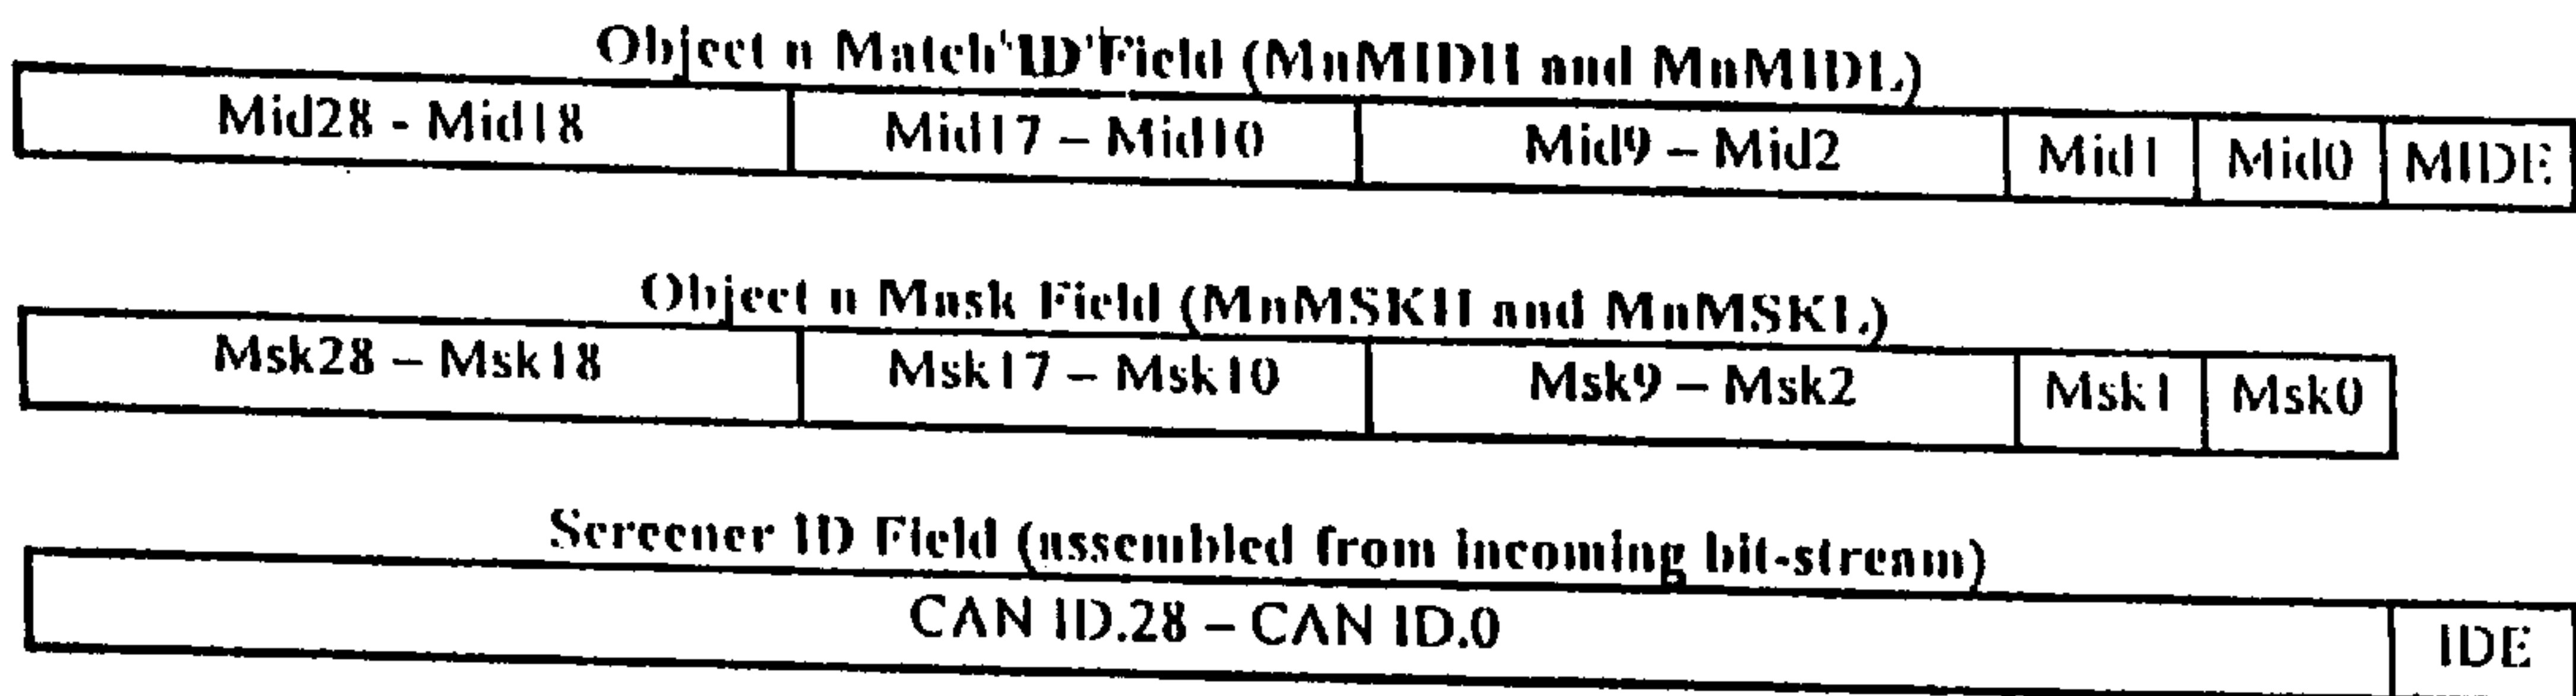 Object n Match ID Field (MnMIDH and MnMIDL)
Mid28 - Mid18 Mid17 – Mid10 Mid9 – Mid2 Mid1 Mid0 MIDE
Object n Mask Field (MnMSKH and MnMSKL)
Msk28 – Msk18 Msk17 – Msk10 Msk9 – Msk2 Msk1 Msk0
Screener ID Field (assembled from incoming bit-stream)
CAN ID.28 – CAN ID.0 IDE